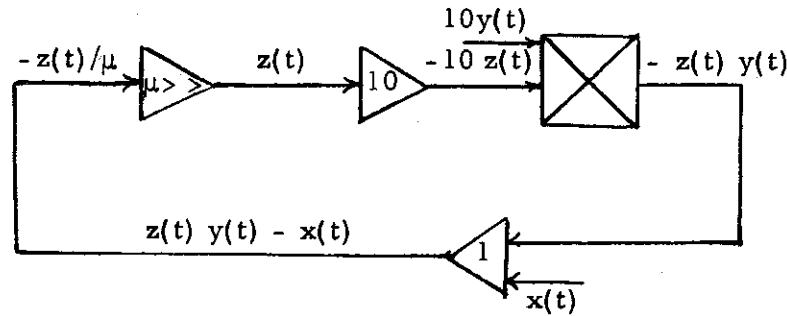 10y(t)
- z(t)/μ
z(t)
-10 z(t)
- z(t) y(t)
μ> >
10
z(t) y(t) - x(t)
1
x(t)